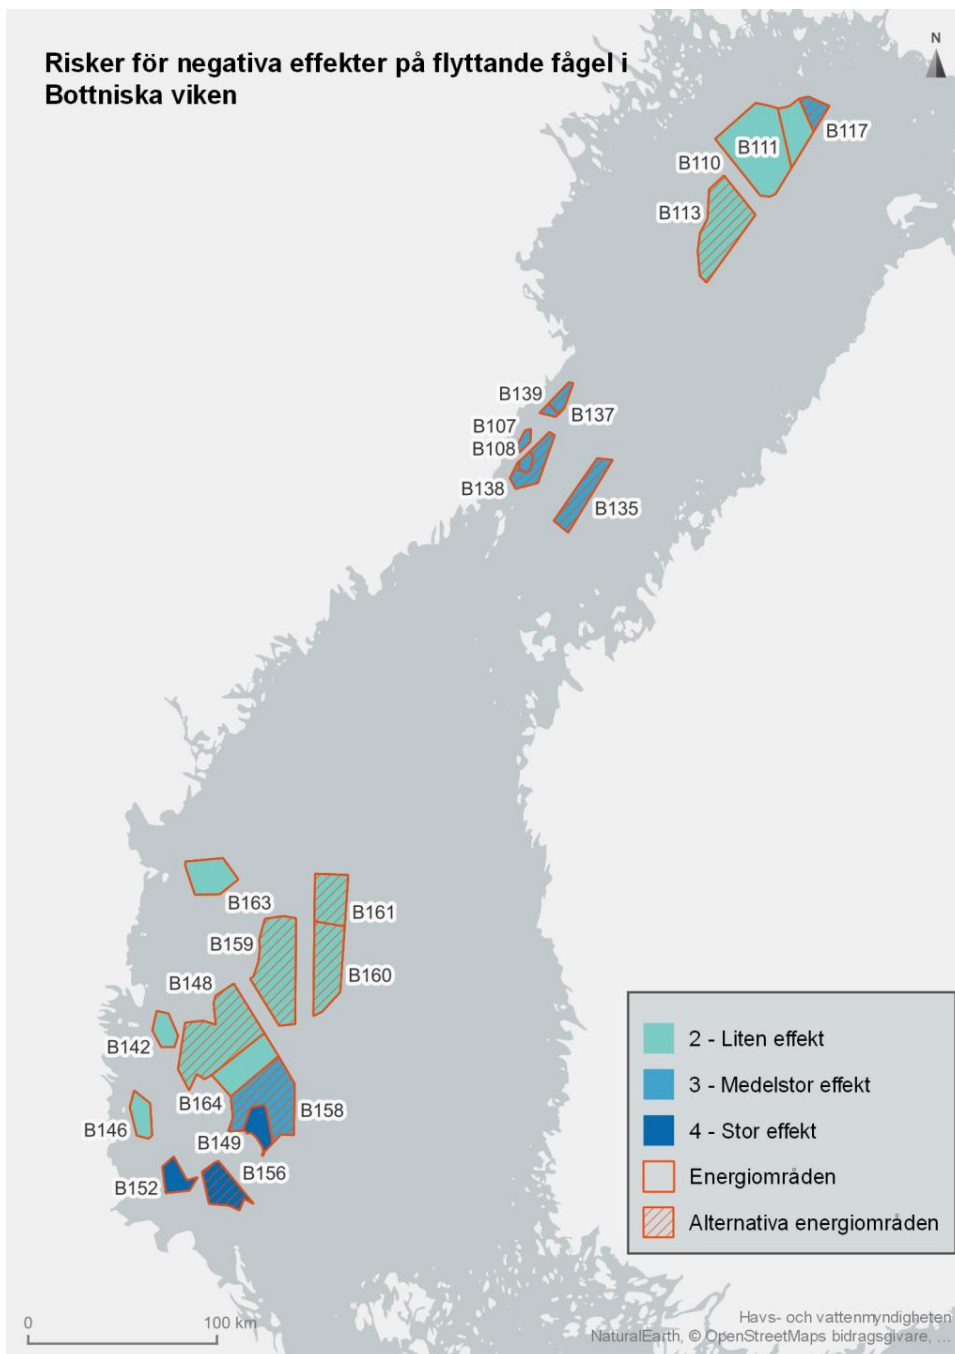 Risker för negativa effekter på flyttande fågel i
Bottniska viken
N
B117
B111
B110
B113
B139
B137
B107
B108
B138
B135
B163
B161
B159
B160
B148
B142
B164
B158
B146
B149
B156
B152
2 - Liten effekt
3 - Medelstor effekt
4 - Stor effekt
Energiområden
Alternativa energiområden
0
100 km
Havs- och vattenmyndigheten
NaturalEarth, © OpenStreetMaps bidragsgivare, ...